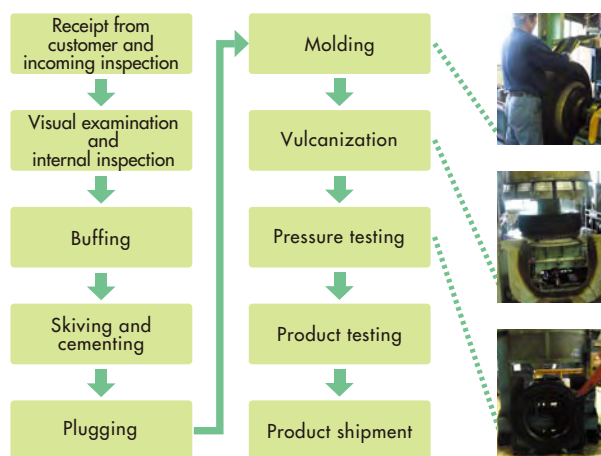 Receipt from
customer and
incoming inspection
Visual examination
and
internal inspection
Buffing
Skiving and
cementing
Plugging
Molding
Vulcanization
Pressure testing
Product testing
Product shipment